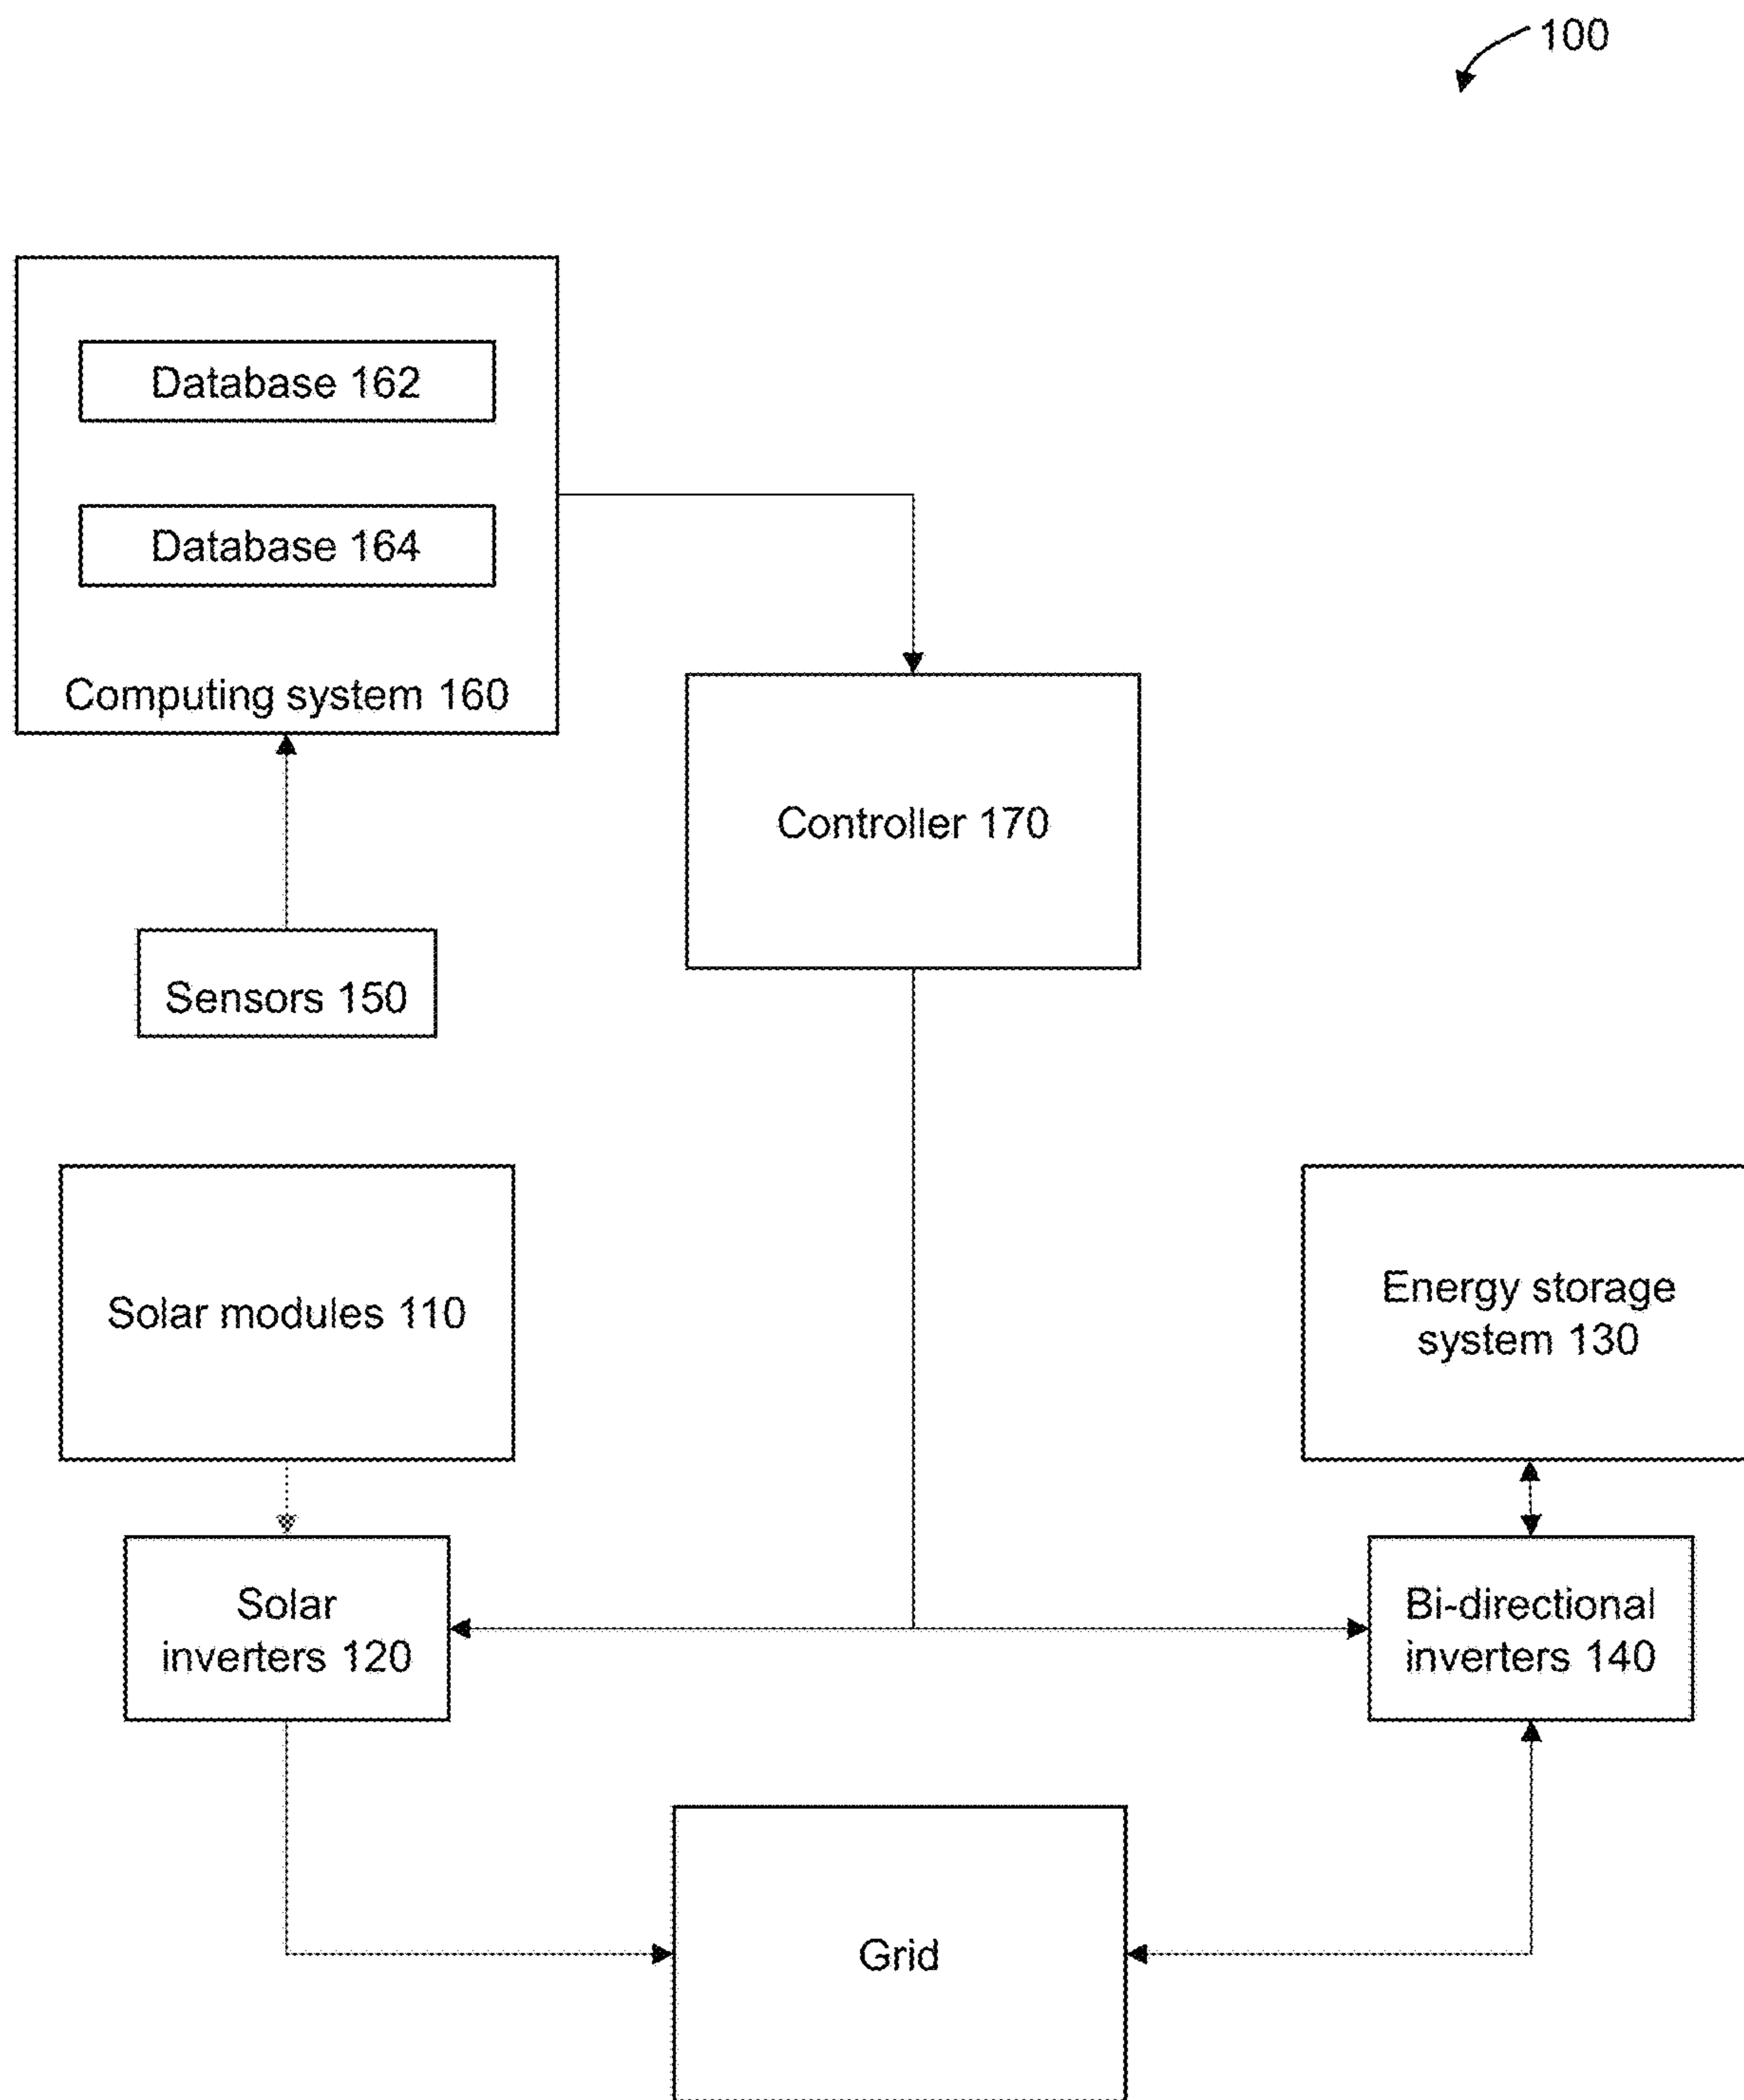 100
Database 162
Database 164
Computing system 160
Controller 170
Sensors 150
Solar modules 110
Energy storage
system 130
Solar
inverters 120
Bi-directional
inverters 140
Grid